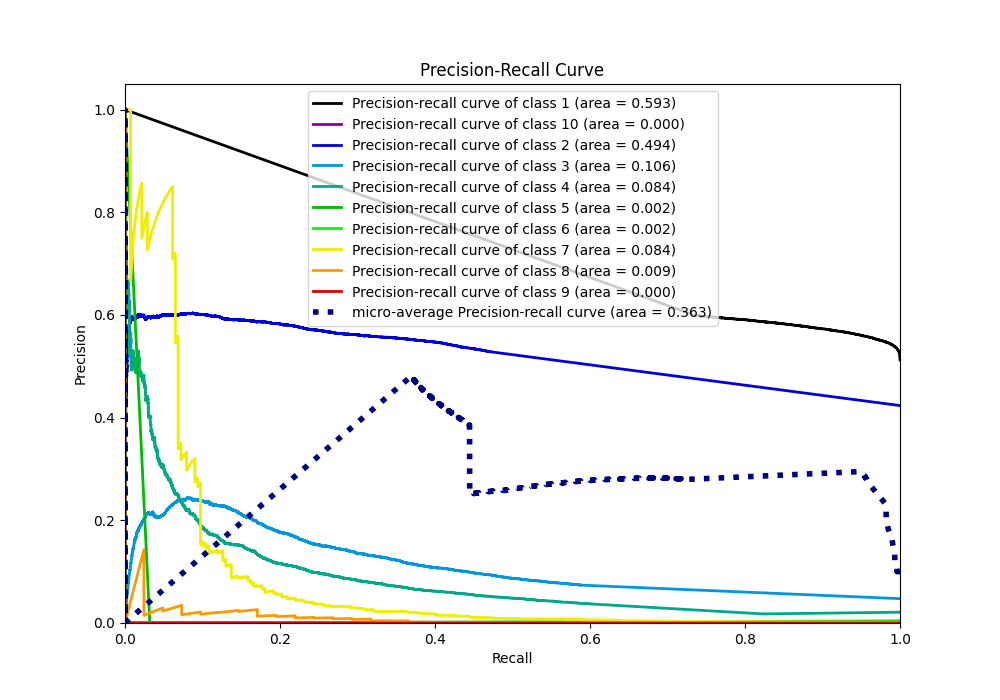 Precision-Recall Curve
Precision-recall curve of class 1 (area = 0.593)
Precision-recall curve of class 10 (area = 0.000)
Precision-recall curve of class 2 (area = 0.494)
Precision-recall curve of class 3 (area = 0.106)
Precision-recall curve of class 4 (area = 0.084)
Precision-recall curve of class 5 (area = 0.002)
Precision-recall curve of class 6 (area = 0.002)
Precision-recall curve of class 7 (area = 0.084)
Precision-recall curve of class 8 (area = 0.009)
Precision-recall curve of class 9 (area = 0.000)
micro-average Precision-recall curve (area = 0.363)
Precision
1.0
0.8
0.6
0.4
0.2
0.0
0.0 0.2 0.4 0.6 0.8 1.0
Recall